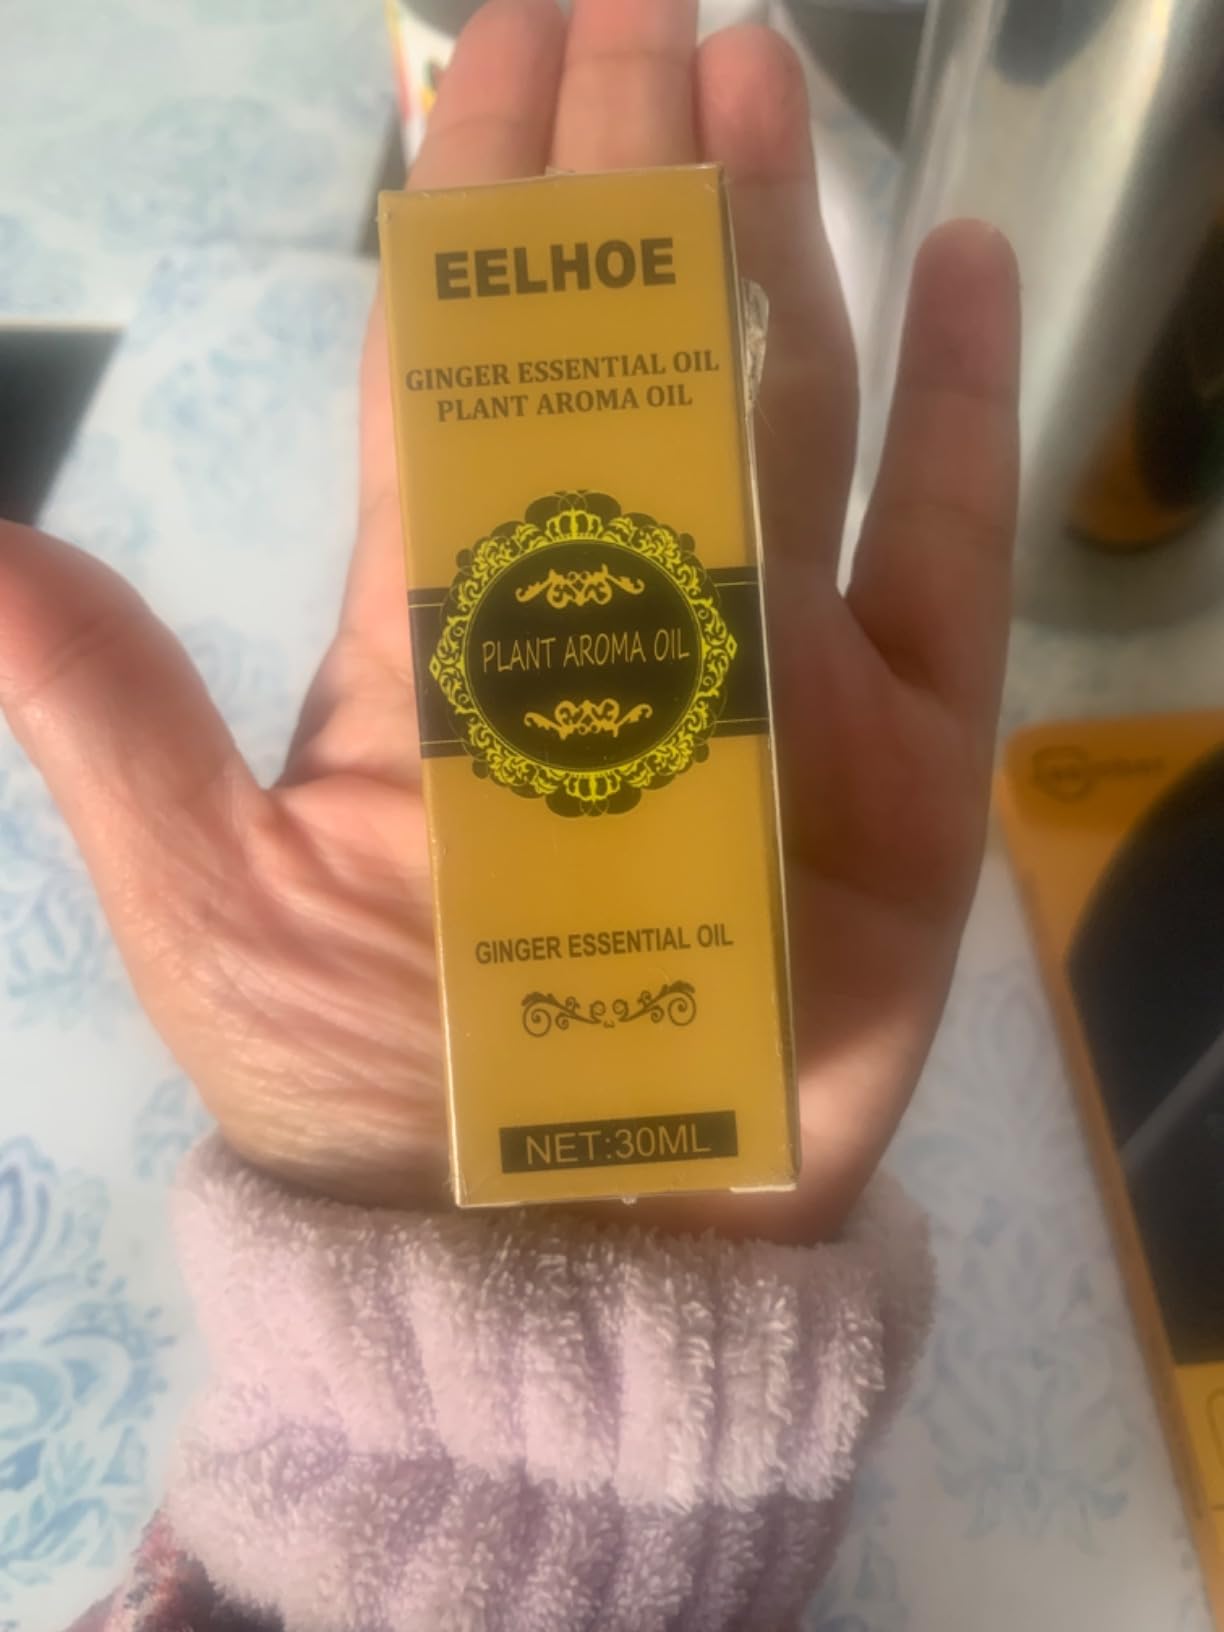 EELHOE
GINGER ESSENTIAL OIL
PLANT AROMA OIL
PLANT AROMA OIL
GINGER ESSENTIAL OIL
NET:30ML